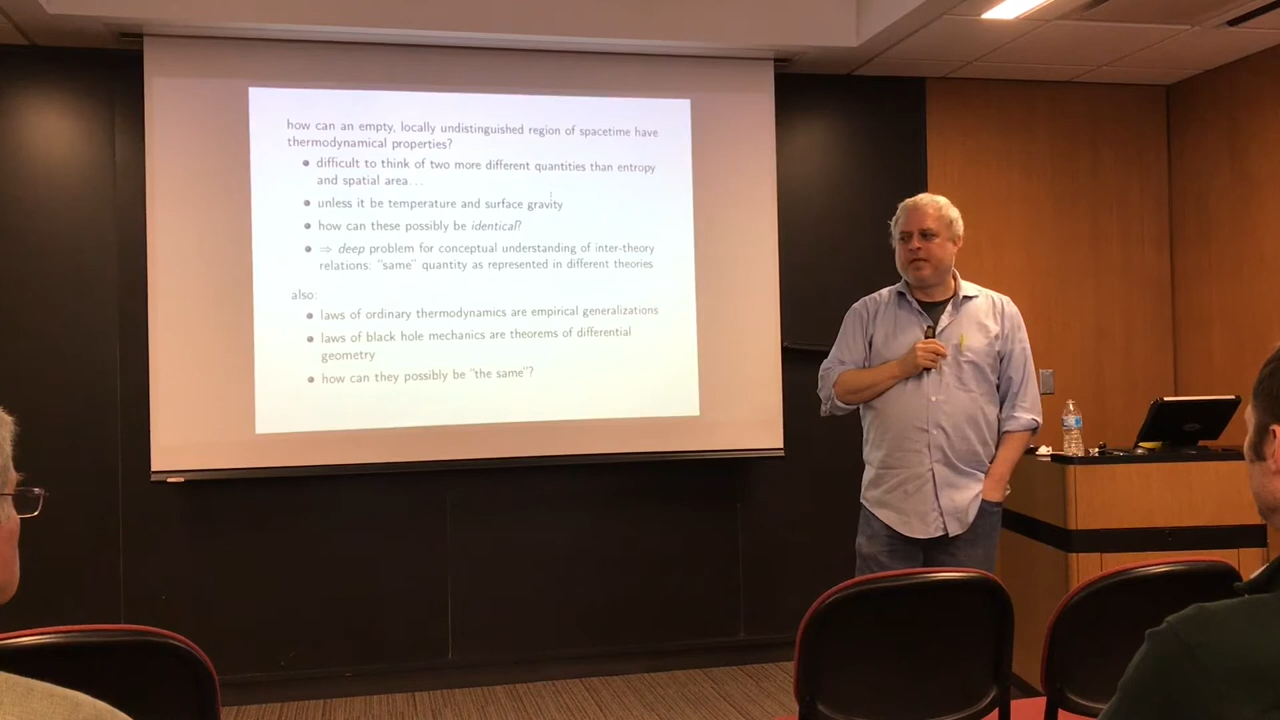 how can an empty, locally undistinguished region of spacetime have
thermodynamical properties?
difficult to think of two more different quantities than entropy
and spatial area...
unless it be temperature and surface gravity
how can these possibly be identical?
⇒ deep problem for conceptual understanding of inter-theory
relations: "same" quantity as represented in different theories
also:
laws of ordinary thermodynamics are empirical generalizations
laws of black hole mechanics are theorems of differential
geometry
how can they possibly be "the same"?